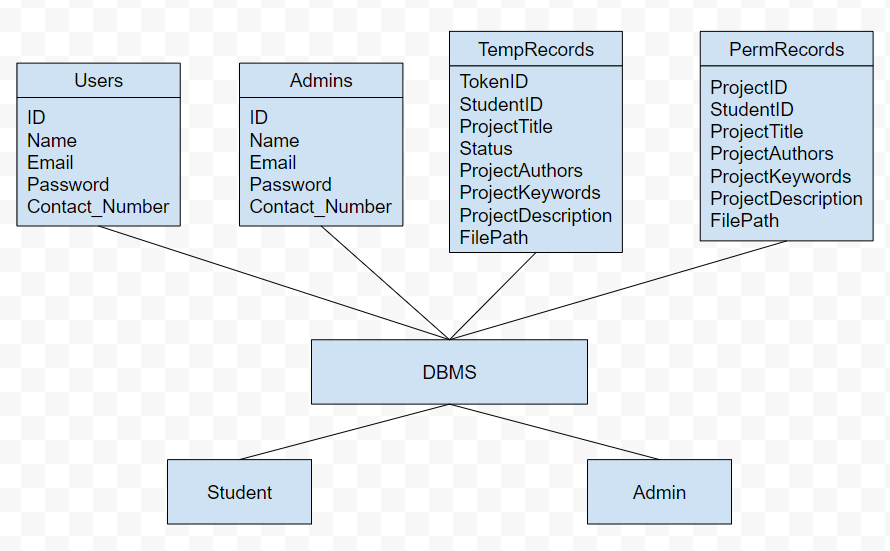 Users
ID
Name
Email
Password
Contact_Number
Admins
ID
Name
Email
Password
Contact_Number
TempRecords
TokenID
StudentID
ProjectTitle
Status
ProjectAuthors
ProjectKeywords
ProjectDescription
FilePath
PermRecords
ProjectID
StudentID
ProjectTitle
ProjectAuthors
ProjectKeywords
ProjectDescription
FilePath
DBMS
Student
Admin